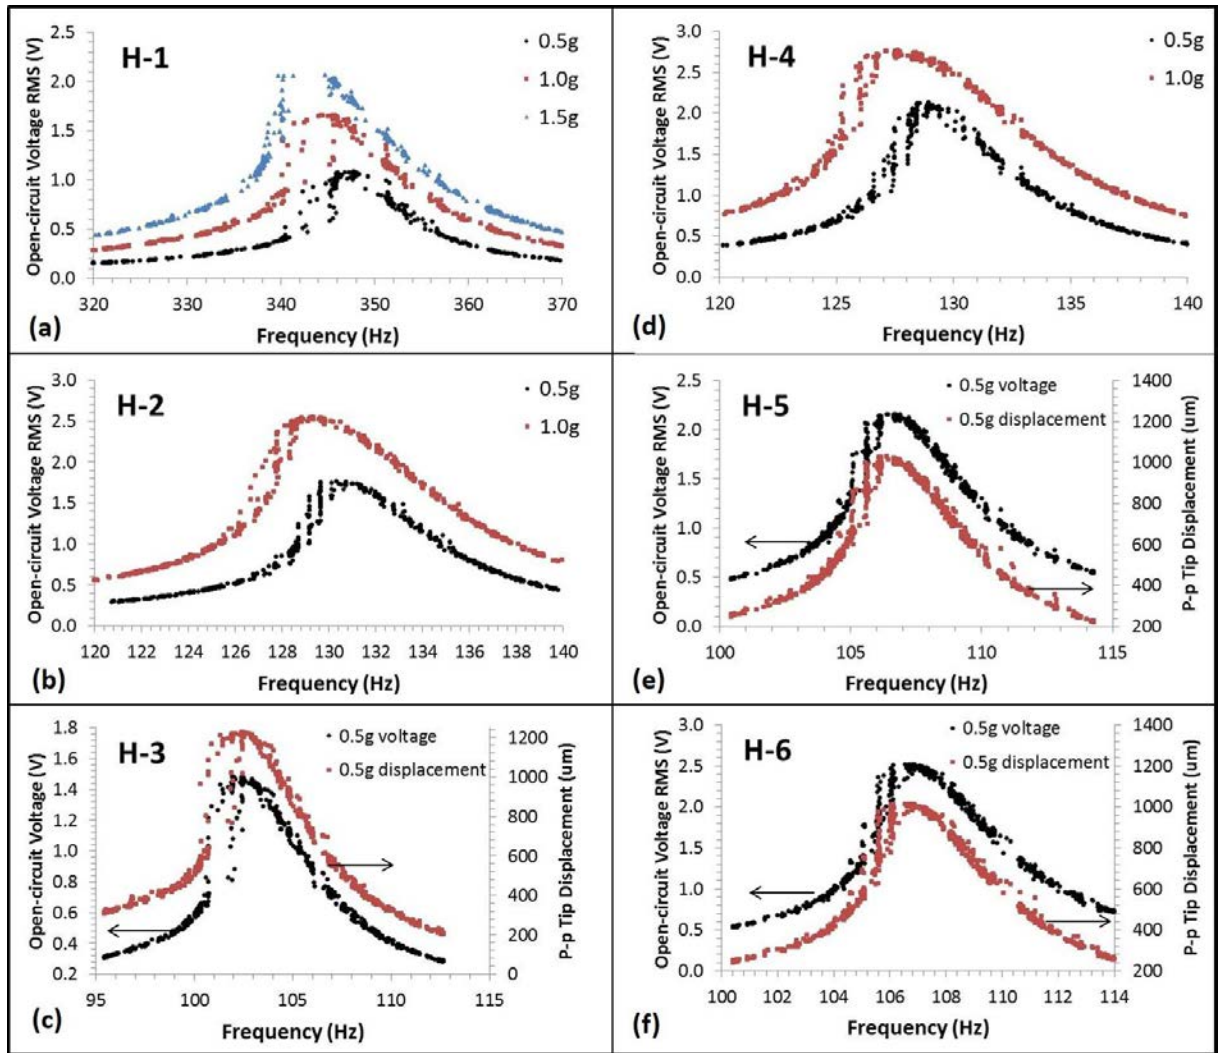 H-1
0.5g
1.0g
1.5g
Open-circuit Voltage RMS (V)
2.5
2.0
1.5
1.0
0.5
0.0
320 330 340 350 360 370
Frequency (Hz)
(a)
H-4
0.5g
1.0g
Open-circuit Voltage RMS (V)
3.0
2.5
2.0
1.5
1.0
0.5
0.0
120 125 130 135 140
Frequency (Hz)
(d)
H-2
0.5g
1.0g
Open-circuit Voltage RMS (V)
3.0
2.5
2.0
1.5
1.0
0.5
0.0
120 122 124 126 128 130 132 134 136 138 140
Frequency (Hz)
(b)
H-5
0.5g voltage
0.5g displacement
Open-circuit Voltage RMS (V)
2.5
2.0
1.5
1.0
0.5
0.0
1400
1200
1000
800
600
400
200
P-p Tip Displacement (um)
100 105 110 115
Frequency (Hz)
(e)
H-3
0.5g voltage
0.5g displacement
Open-circuit Voltage (V)
1.8
1.6
1.4
1.2
1.0
0.8
0.6
0.4
0.2
1200
1000
800
600
400
200
0
P-p Tip Displacement (um)
95 100 105 110 115
Frequency (Hz)
(c)
H-6
0.5g voltage
0.5g displacement
Open-circuit Voltage RMS (V)
3.0
2.5
2.0
1.5
1.0
0.5
0.0
1400
1200
1000
800
600
400
200
P-p Tip Displacement (um)
100 102 104 106 108 110 112 114
Frequency (Hz)
(f)